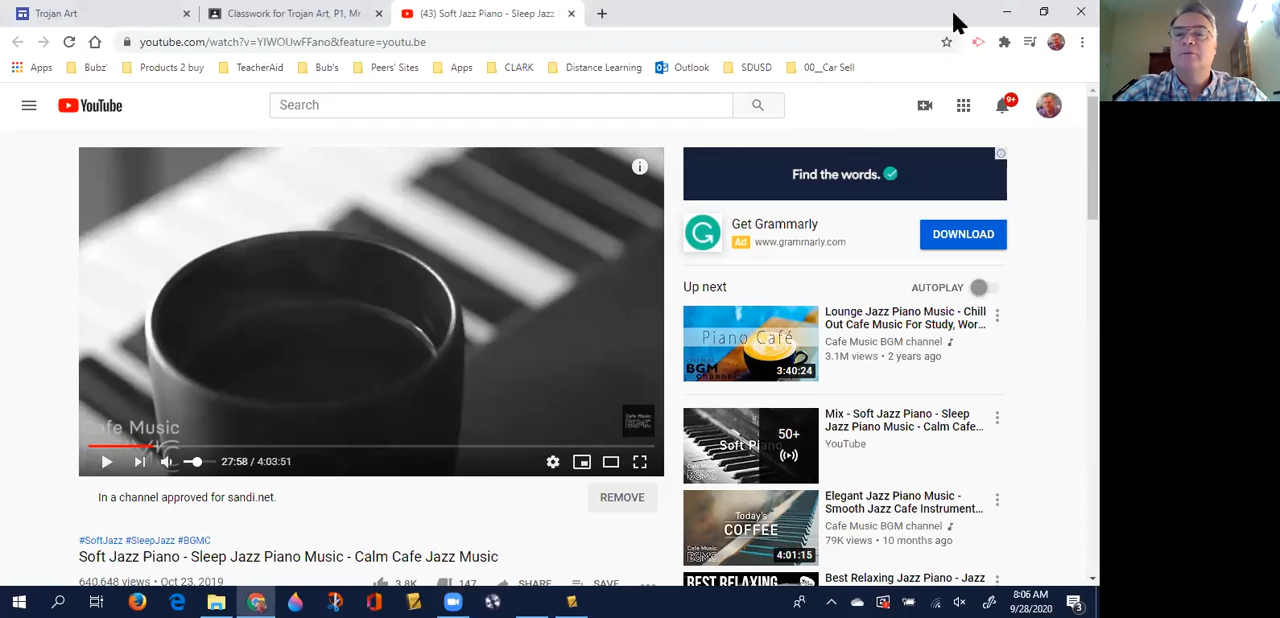 Trojan Art
Classwork for Trojan Art, P1, Mr.
(43) Soft Jazz Piano - Sleep Jazz
youtube.com/watch?v=YIWOUwFFano&feature=youtu.be
Apps Bubz' Products 2 buy TeacherAid Bub's Peers' Sites Apps CLARK Distance Learning Outlook SDUSD 00__Car Sell
YouTube
Search
9+
Find the words.
Get Grammarly
Ad www.grammarly.com
DOWNLOAD
Up next
AUTOPLAY
Piano Café
BGM
channel
3:40:24
Lounge Jazz Piano Music - Chill
Out Cafe Music For Study, Wor...
Cafe Music BGM channel
3.1M views • 2 years ago
Soft Piano
50+
Mix - Soft Jazz Piano - Sleep
Jazz Piano Music - Calm Cafe...
YouTube
Today's
COFFEE
4:01:15
Elegant Jazz Piano Music -
Smooth Jazz Cafe Instrument...
Cafe Music BGM channel
79K views • 10 months ago
BEST RELAXING
Best Relaxing Jazz Piano - Jazz
Cafe Music
27:58 / 4:03:51
In a channel approved for sandi.net.
REMOVE
#SoftJazz #SleepJazz #BGMC
Soft Jazz Piano - Sleep Jazz Piano Music - Calm Cafe Jazz Music
640,648 views • Oct 23, 2019
3.8K 147 SHARE SAVE
8:06 AM
9/28/2020
3